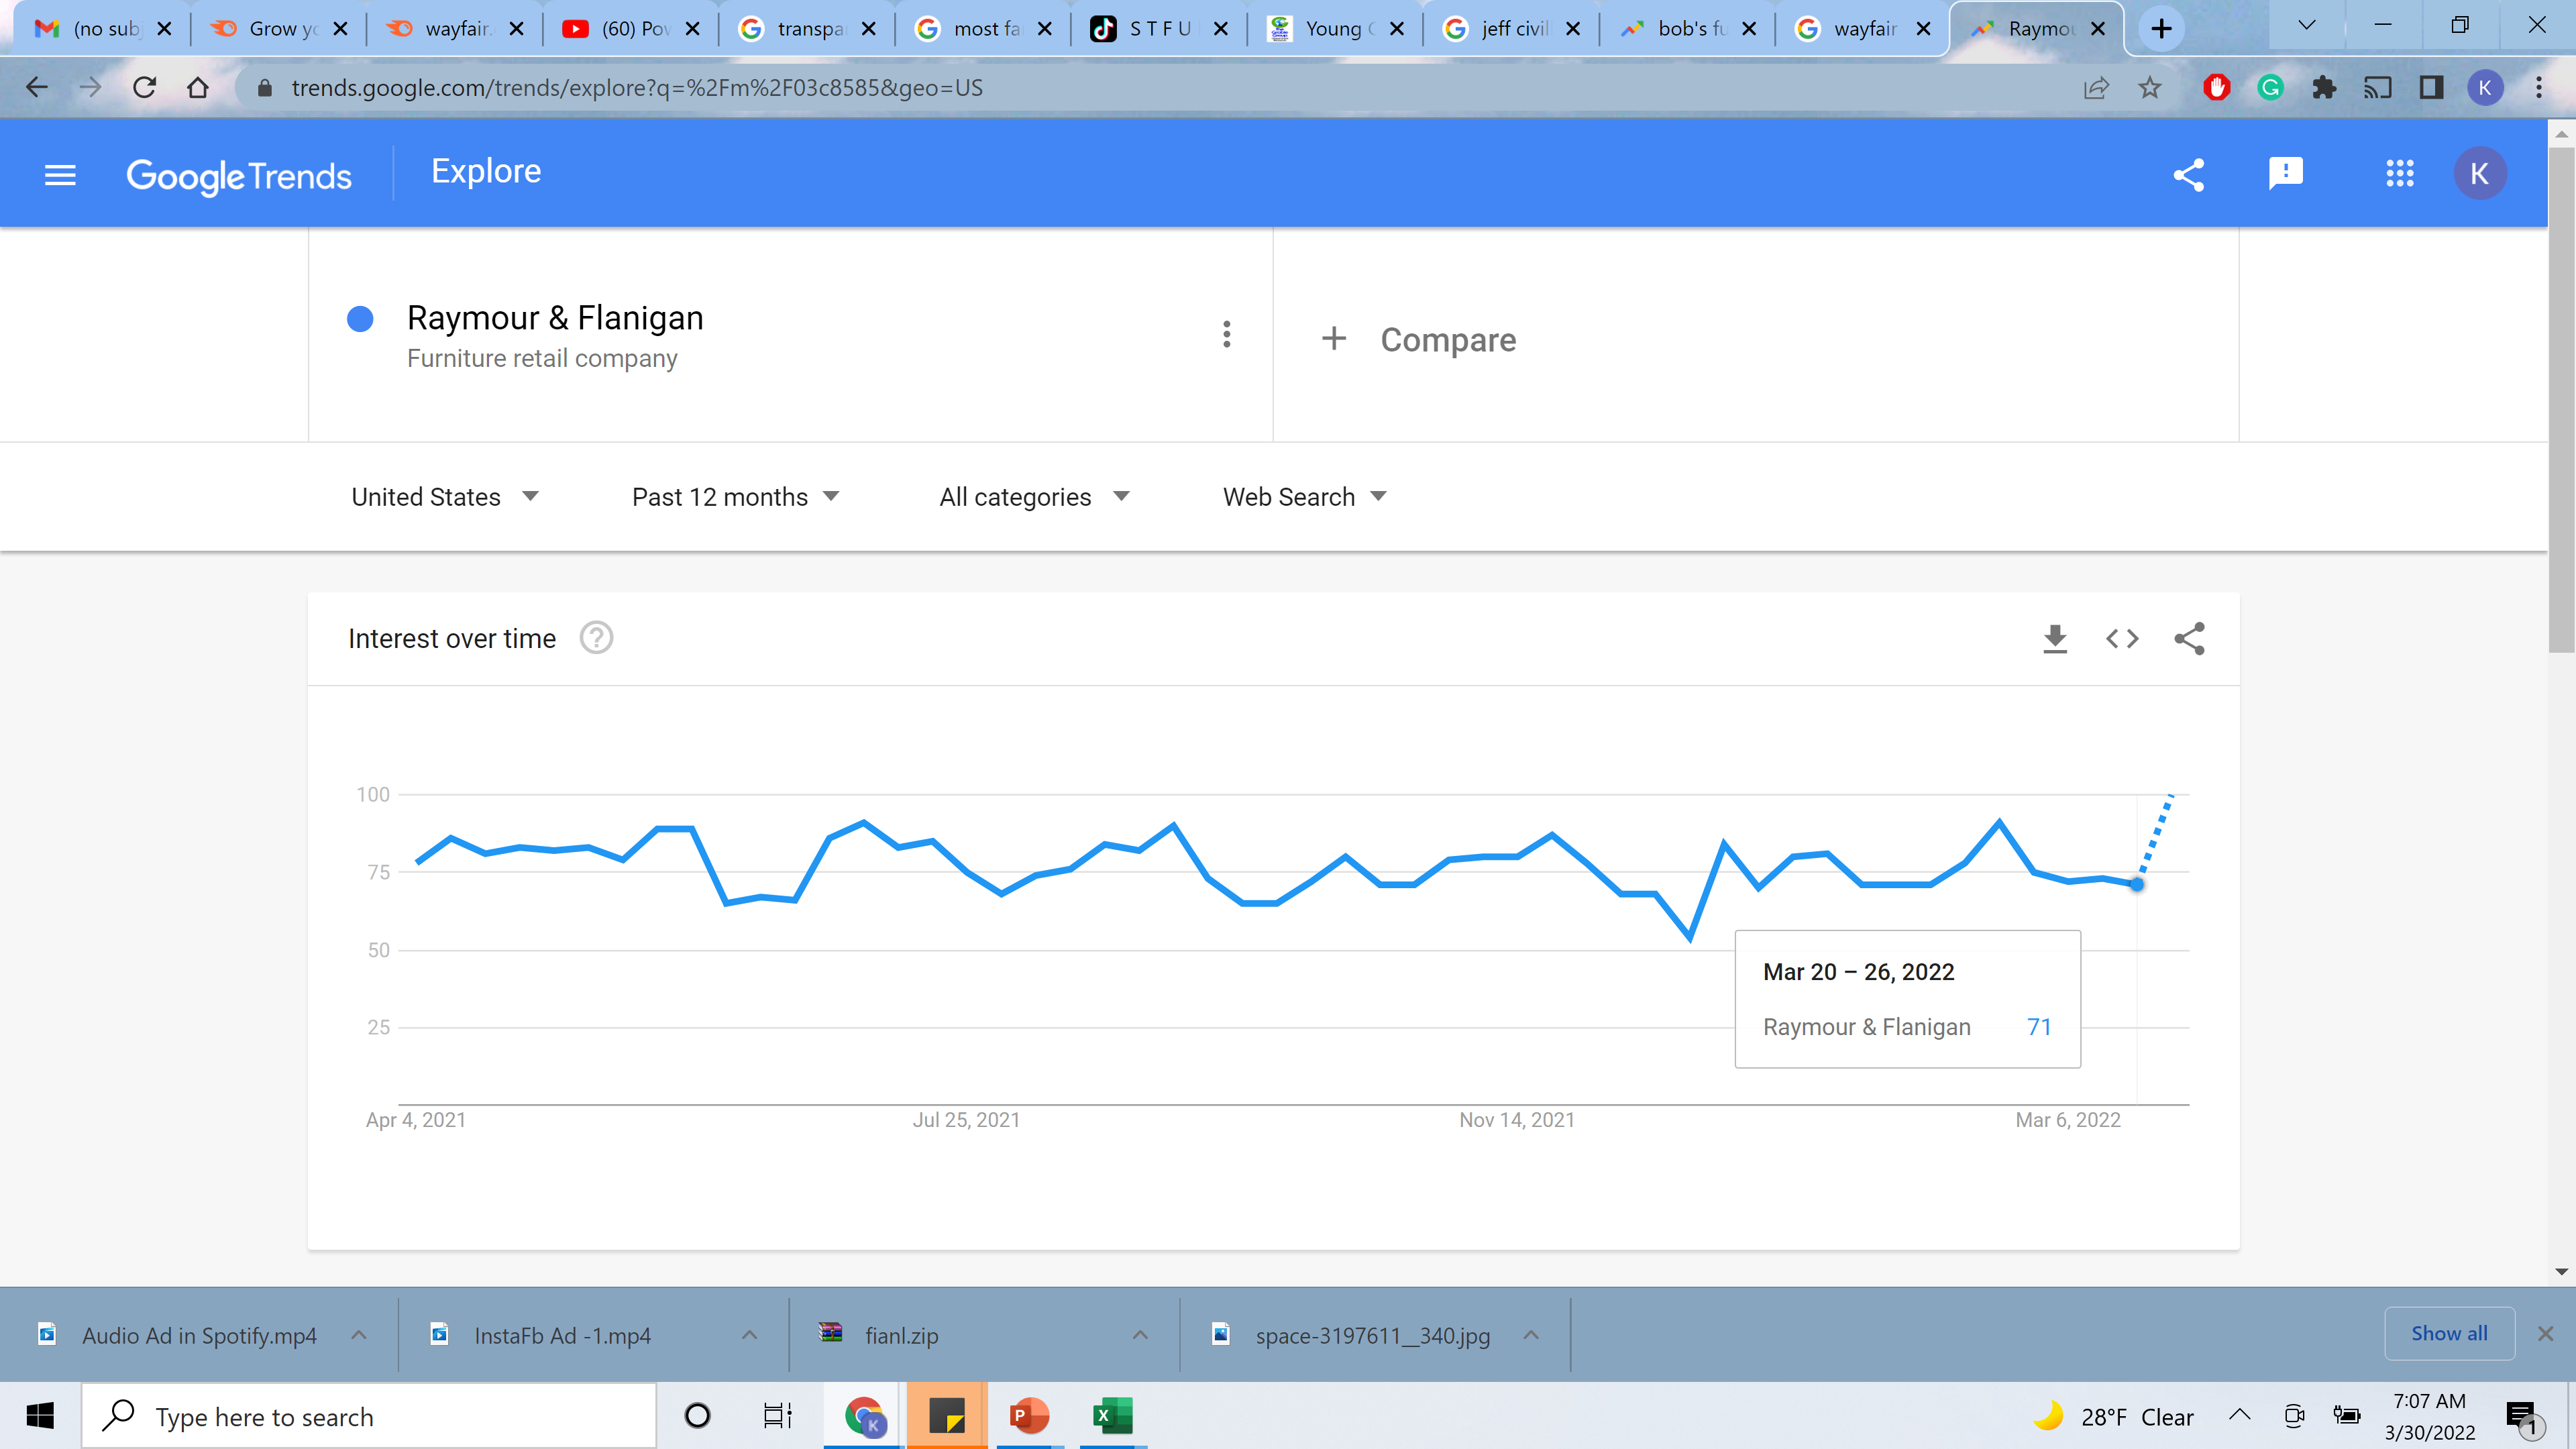 (no sub
Grow yo
wayfair.
(60) Pov
transpa
most fa
S T F U
Young C
jeff civil
bob's fu
wayfair
Raymou
trends.google.com/trends/explore?q=%2Fm%2F03c8585&geo=US
K
Google Trends
Explore
K
Raymour & Flanigan
Furniture retail company
+ Compare
United States
Past 12 months
All categories
Web Search
Interest over time
100
75
50
25
Mar 20 – 26, 2022
Raymour & Flanigan 71
Apr 4, 2021
Jul 25, 2021
Nov 14, 2021
Mar 6, 2022
Audio Ad in Spotify.mp4
InstaFb Ad -1.mp4
fianl.zip
space-3197611__340.jpg
Show all
Type here to search
K
P
X
28°F Clear
7:07 AM
3/30/2022
1